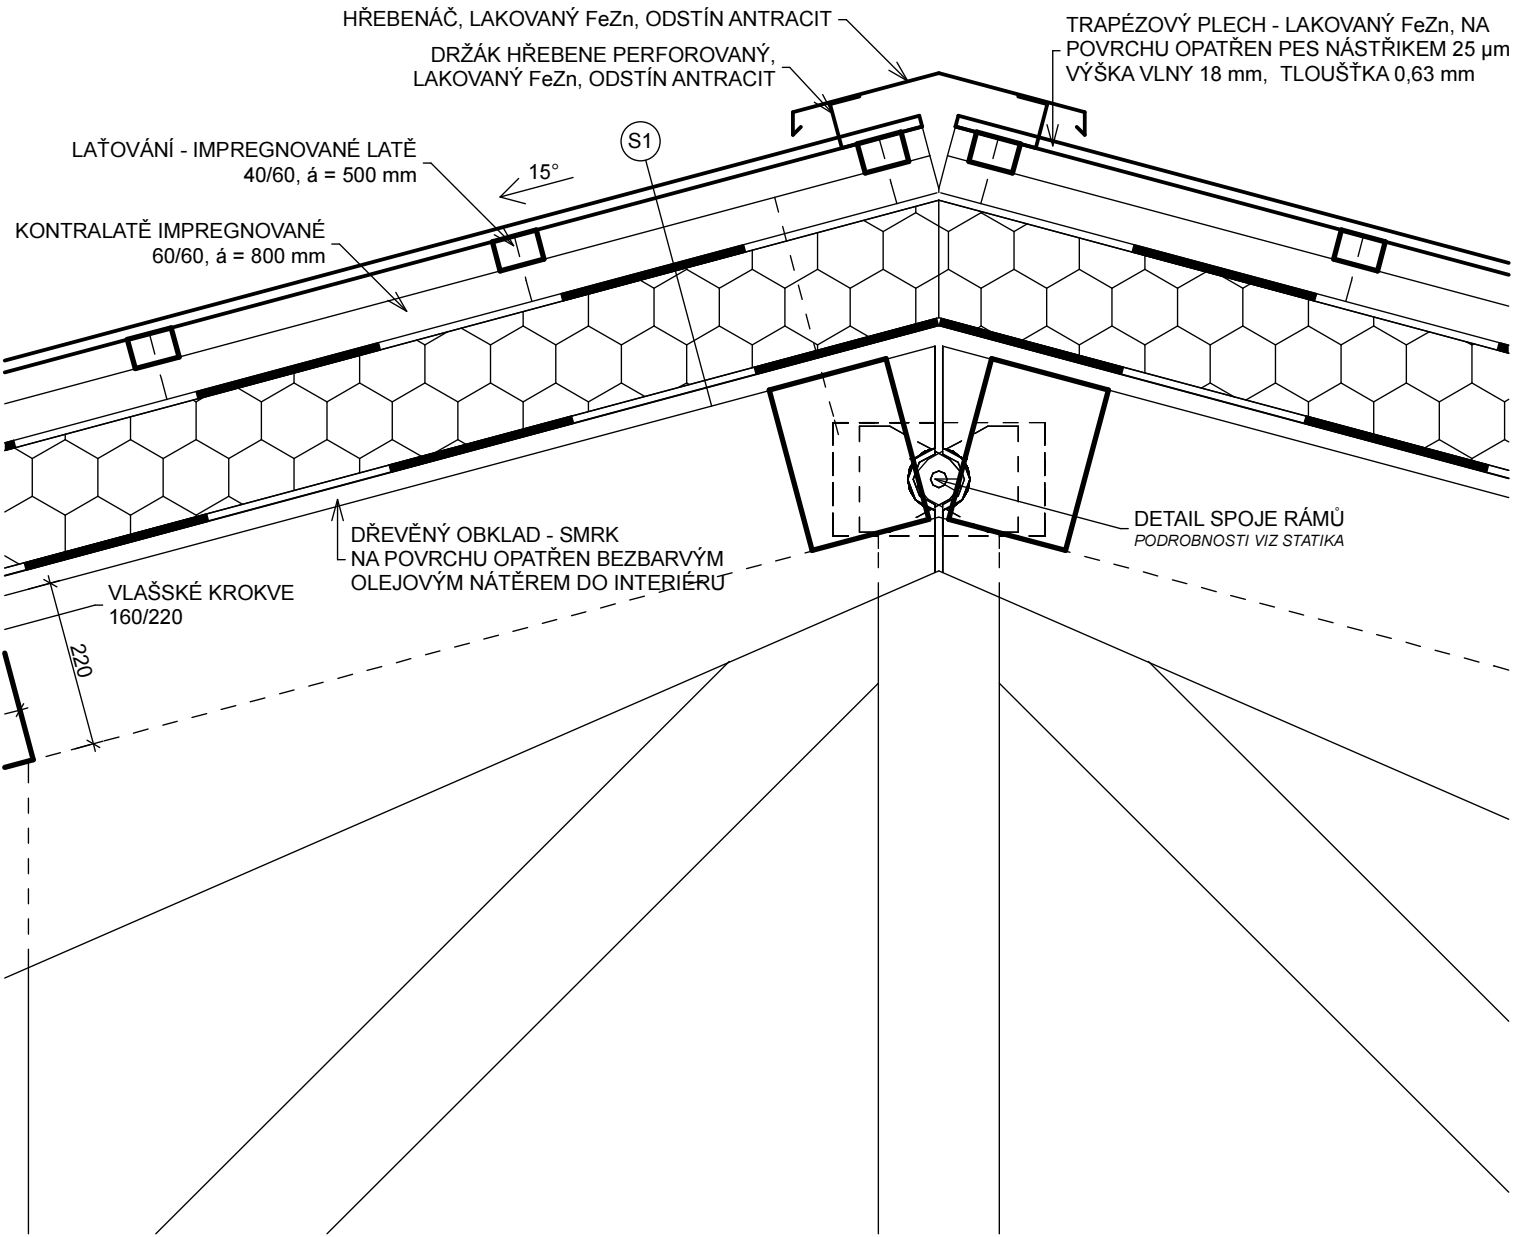 HŘEBENÁČ, LAKOVANÝ FeZn, ODSTÍN ANTRACIT
DRŽÁK HŘEBENE PERFOROVANÝ,
LAKOVANÝ FeZn, ODSTÍN ANTRACIT
TRAPÉZOVÝ PLECH - LAKOVANÝ FeZn, NA
POVRCHU OPATŘEN PES NÁSTŘIKEM 25 µm
VÝŠKA VLNY 18 mm, TLOUŠŤKA 0,63 mm
S1
LAŤOVÁNÍ - IMPREGNOVANÉ LATĚ
40/60, á = 500 mm
15°
KONTRALATĚ IMPREGNOVANÉ
60/60, á = 800 mm
DŘEVĚNÝ OBKLAD - SMRK
NA POVRCHU OPATŘEN BEZBARVÝM
OLEJOVÝM NÁTĚREM DO INTERIÉRU
DETAIL SPOJE RÁMŮ
PODROBNOSTI VIZ STATIKA
VLAŠSKÉ KROKVE
160/220
220